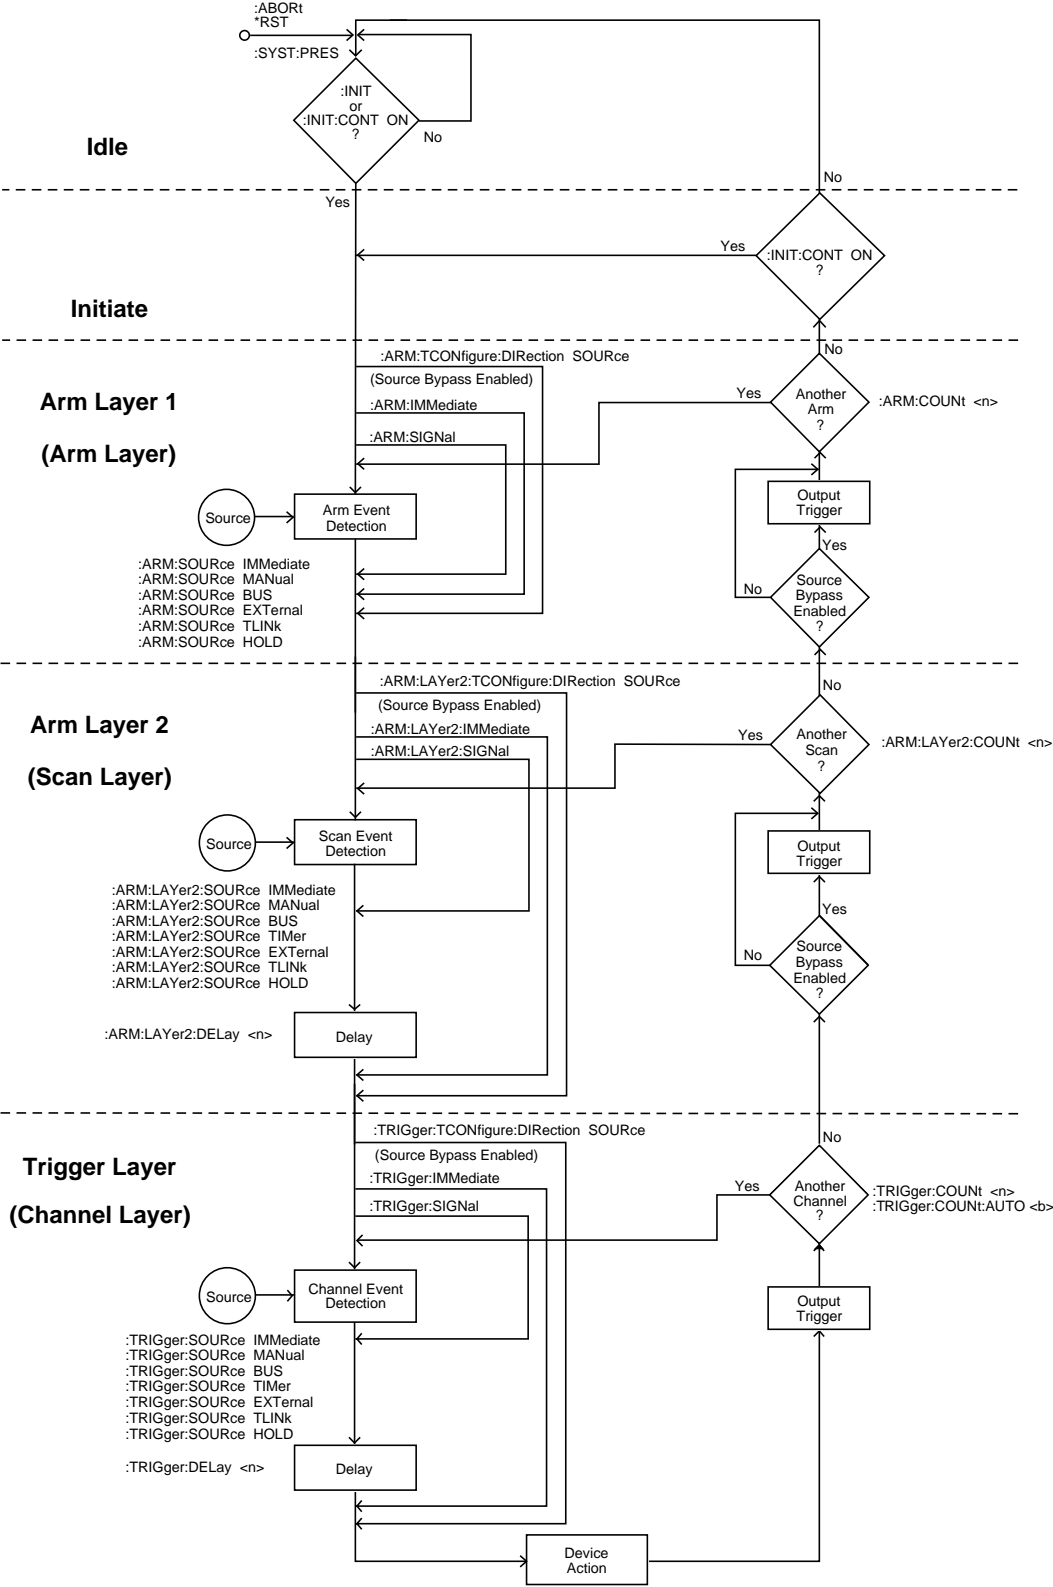 :ABORt
*RST
:SYST:PRES
:INIT
or
:INIT:CONT ON
?
No
Idle
No
Yes
Yes
:INIT:CONT ON
?
Initiate
No
:ARM:TCONfigure:DIRection SOURce
(Source Bypass Enabled)
Arm Layer 1
(Arm Layer)
:ARM:IMMediate
:ARM:SIGNal
Yes
Another
Arm
?
:ARM:COUNt <n>
Source
Arm Event
Detection
Output
Trigger
Yes
:ARM:SOURce IMMediate
:ARM:SOURce MANual
:ARM:SOURce BUS
:ARM:SOURce EXTernal
:ARM:SOURce TLINk
:ARM:SOURce HOLD
No
Source
Bypass
Enabled
?
:ARM:LAYer2:TCONfigure:DIRection SOURce
(Source Bypass Enabled)
No
Arm Layer 2
(Scan Layer)
:ARM:LAYer2:IMMediate
:ARM:LAYer2:SIGNal
Yes
Another
Scan
?
:ARM:LAYer2:COUNt <n>
Source
Scan Event
Detection
Output
Trigger
Yes
:ARM:LAYer2:SOURce IMMediate
:ARM:LAYer2:SOURce MANual
:ARM:LAYer2:SOURce BUS
:ARM:LAYer2:SOURce TIMer
:ARM:LAYer2:SOURce EXTernal
:ARM:LAYer2:SOURce TLINk
:ARM:LAYer2:SOURce HOLD
No
Source
Bypass
Enabled
?
:ARM:LAYer2:DELay <n>
Delay
:TRIGger:TCONfigure:DIRection SOURce
(Source Bypass Enabled)
No
Trigger Layer
(Channel Layer)
:TRIGger:IMMediate
:TRIGger:SIGNal
Yes
Another
Channel
?
:TRIGger:COUNt <n>
:TRIGger:COUNt:AUTO <b>
Source
Channel Event
Detection
Output
Trigger
:TRIGger:SOURce IMMediate
:TRIGger:SOURce MANual
:TRIGger:SOURce BUS
:TRIGger:SOURce TIMer
:TRIGger:SOURce EXTernal
:TRIGger:SOURce TLINk
:TRIGger:SOURce HOLD
:TRIGger:DELay <n>
Delay
Device
Action